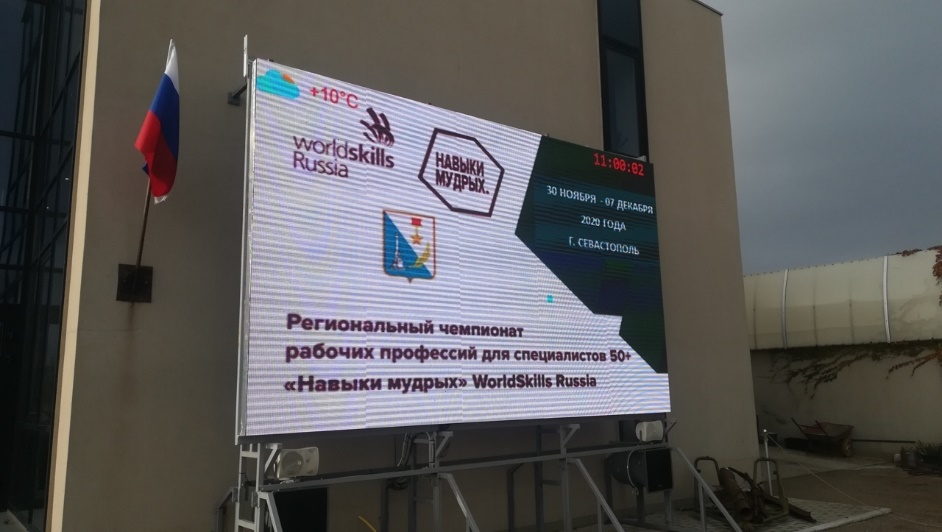 +10°C
worldskills
Russia
НАВЫКИ
МУДРЫХ.
11:00:02
30 НОЯБРЯ - 07 ДЕКАБРЯ
2020 ГОДА
Г. СЕВАСТОПОЛЬ
Региональный чемпионат
рабочих профессий для специалистов 50+
«Навыки мудрых» WorldSkills Russia